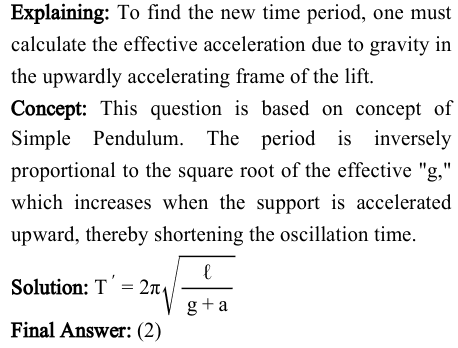 Explaining: To find the new time period, one must
calculate the effective acceleration due to gravity in
the upwardly accelerating frame of the lift.
Concept: This question is based on concept of
Simple Pendulum. The period is inversely
proportional to the square root of the effective "g,"
which increases when the support is accelerated
upward, thereby shortening the oscillation time.
Solution: T′ = 2π√(ℓ/(g + a))
Final Answer: (2)